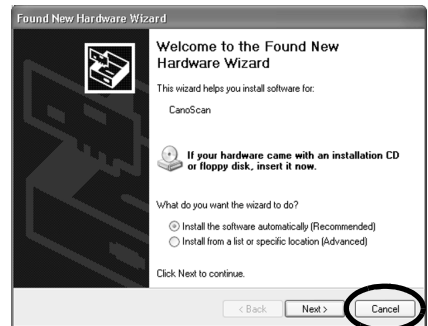 Found New Hardware Wizard
Welcome to the Found New
Hardware Wizard
This wizard helps you install software for:
CanoScan
If your hardware came with an installation CD
or floppy disk, insert it now.
What do you want the wizard to do?
Install the software automatically (Recommended)
Install from a list or specific location (Advanced)
Click Next to continue.
< Back
Next >
Cancel